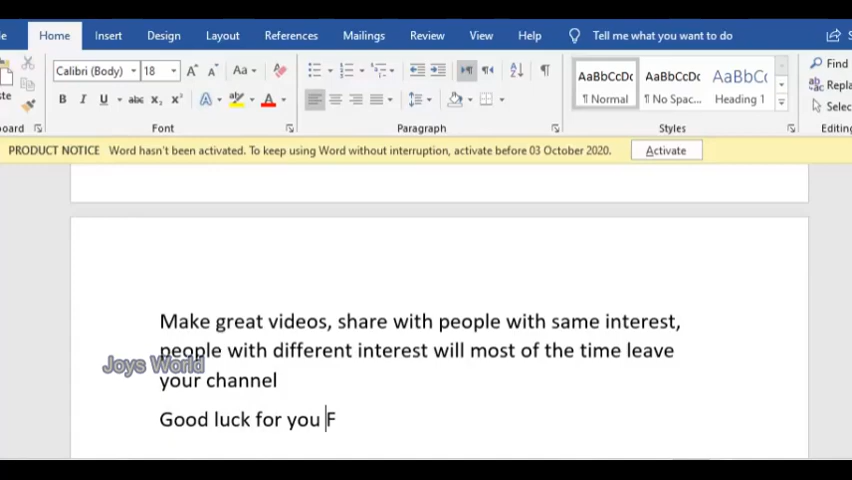 Home Insert Design Layout References Mailings Review View Help Tell me what you want to do
Calibri (Body) 18 Aa AaBbCcDc AaBbCcDc AaBbCc Find
B I U abc x₂ x² A A ¶ Normal ¶ No Spac... Heading 1 Select
Font Paragraph Styles
PRODUCT NOTICE Word hasn't been activated. To keep using Word without interruption, activate before 03 October 2020. Activate
Make great videos, share with people with same interest,
people with different interest will most of the time leave
Joys World
your channel
Good luck for you F